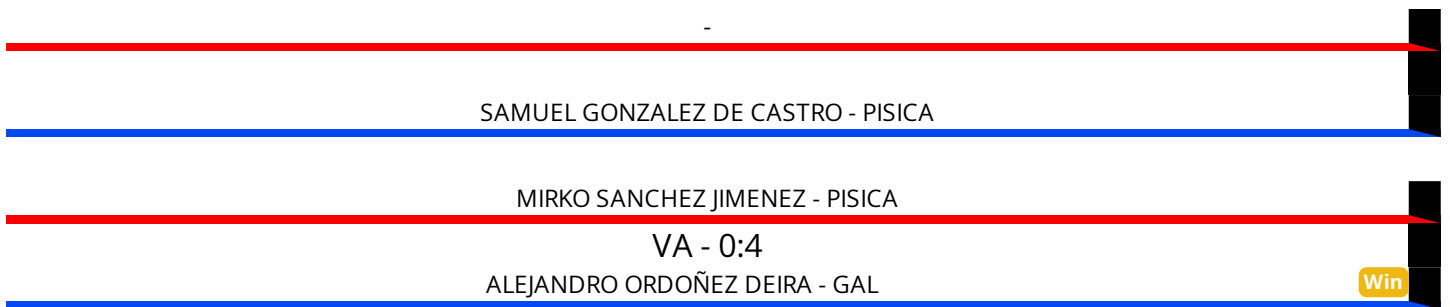 -
SAMUEL GONZALEZ DE CASTRO - PISICA
MIRKO SANCHEZ JIMENEZ - PISICA
VA - 0:4
ALEJANDRO ORDOÑEZ DEIRA - GAL
Win